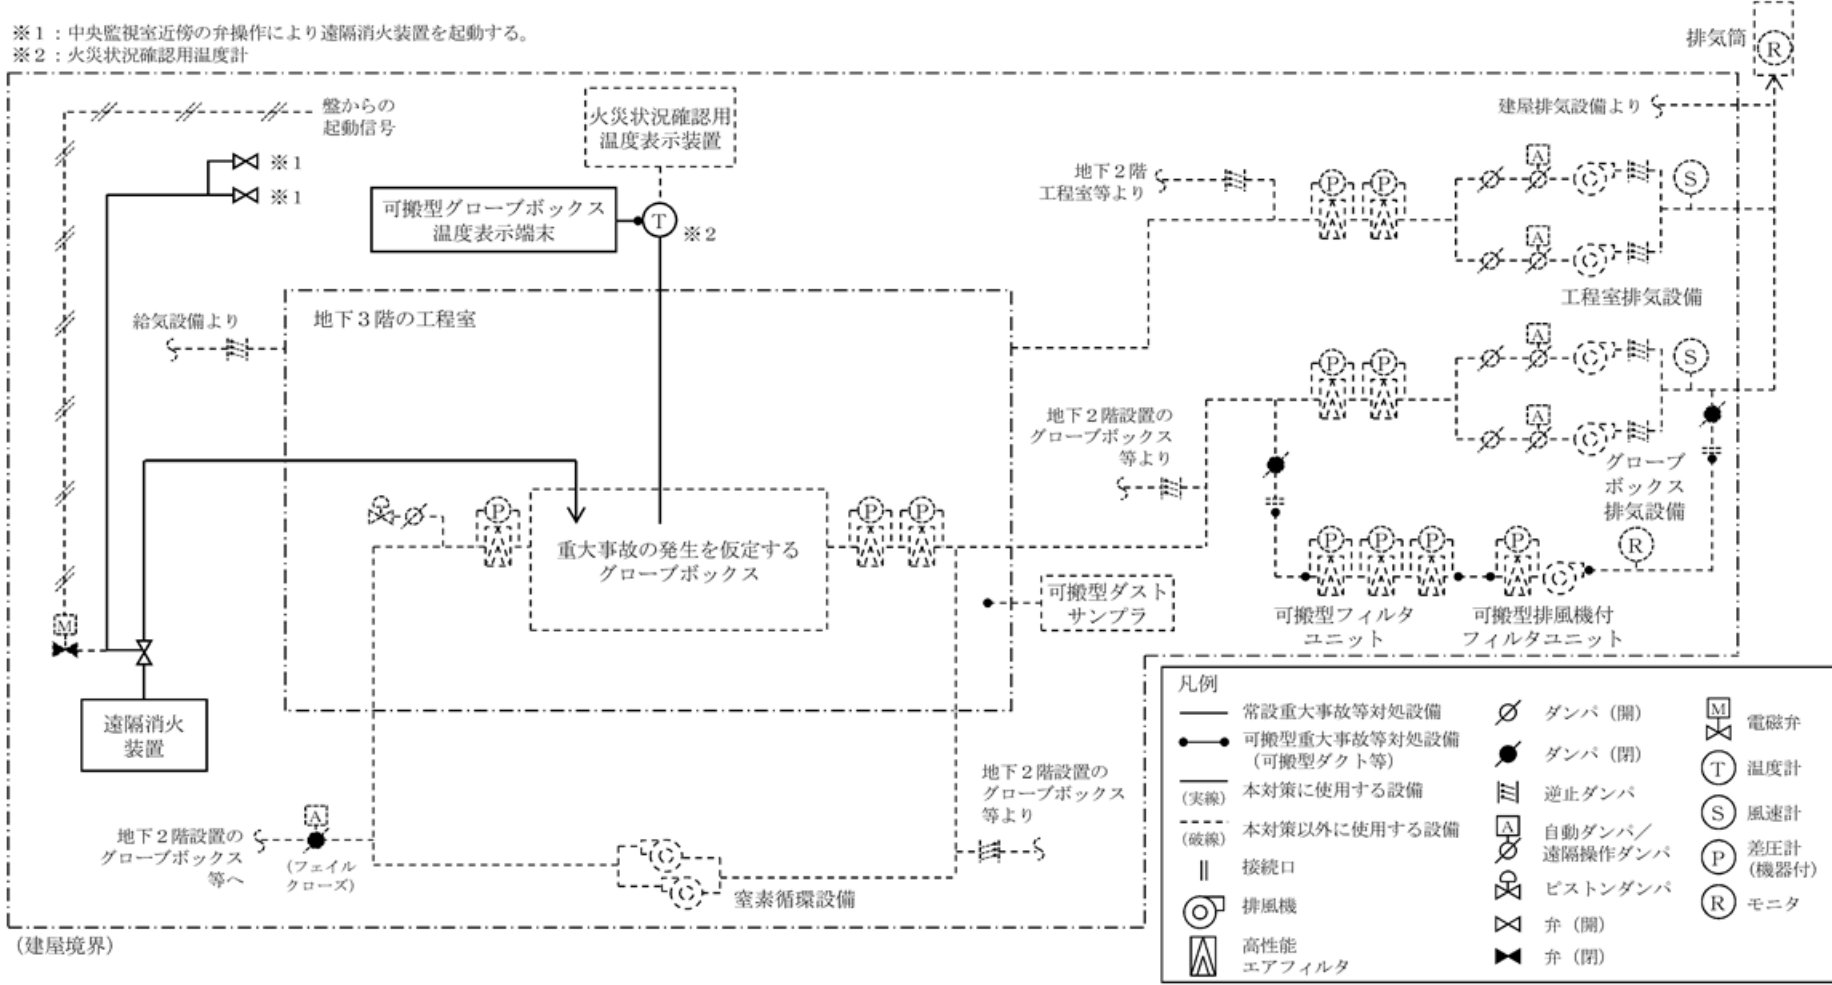 ※1：中央監視室近傍の弁操作により遠隔消火装置を起動する。
※2：火災状況確認用温度計
排気筒
R
盤からの
起動信号
※1
※1
火災状況確認用
温度表示装置
可搬型グローブボックス
温度表示端末
T
※2
建屋排気設備より
地下2階
工程室等より
P
P
A
S
A
工程室排気設備
給気設備より
地下3階の工程室
P
P
A
S
A
地下2階設置の
グローブボックス
等より
グローブ
ボックス
排気設備
P
重大事故の発生を仮定する
グローブボックス
P
P
P
P
P
P
R
可搬型ダスト
サンプラ
可搬型フィルタ
ユニット
可搬型排風機付
フィルタユニット
M
遠隔消火
装置
地下2階設置の
グローブボックス
等へ
A
(フェイル
クローズ)
窒素循環設備
地下2階設置の
グローブボックス
等より
(建屋境界)
凡例
常設重大事故等対処設備
可搬型重大事故等対処設備
(可搬型ダクト等)
(実線)
本対策に使用する設備
(破線)
本対策以外に使用する設備
接続口
排風機
高性能
エアフィルタ
ダンパ（開）
ダンパ（閉）
逆止ダンパ
A
自動ダンパ／
遠隔操作ダンパ
ピストンダンパ
弁（開）
弁（閉）
M
電磁弁
T
温度計
S
風速計
P
差圧計
(機器付)
R
モニタ